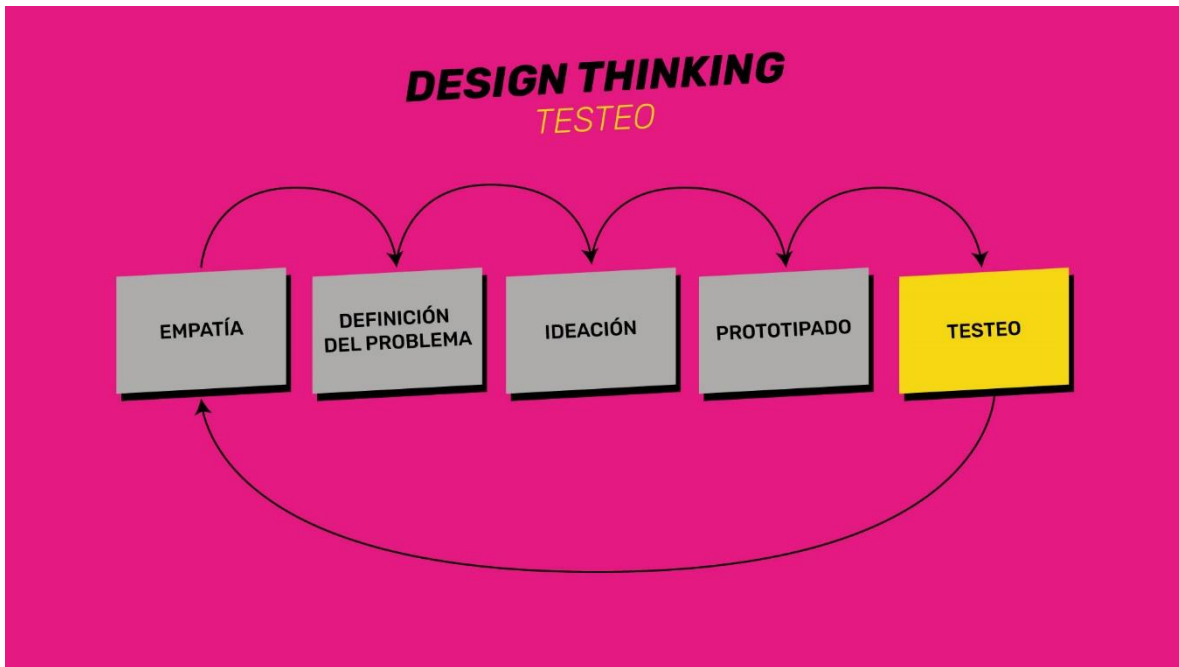 DESIGN THINKING
TESTEO
EMPATÍA
DEFINICIÓN
DEL PROBLEMA
IDEACIÓN
PROTOTIPADO
TESTEO